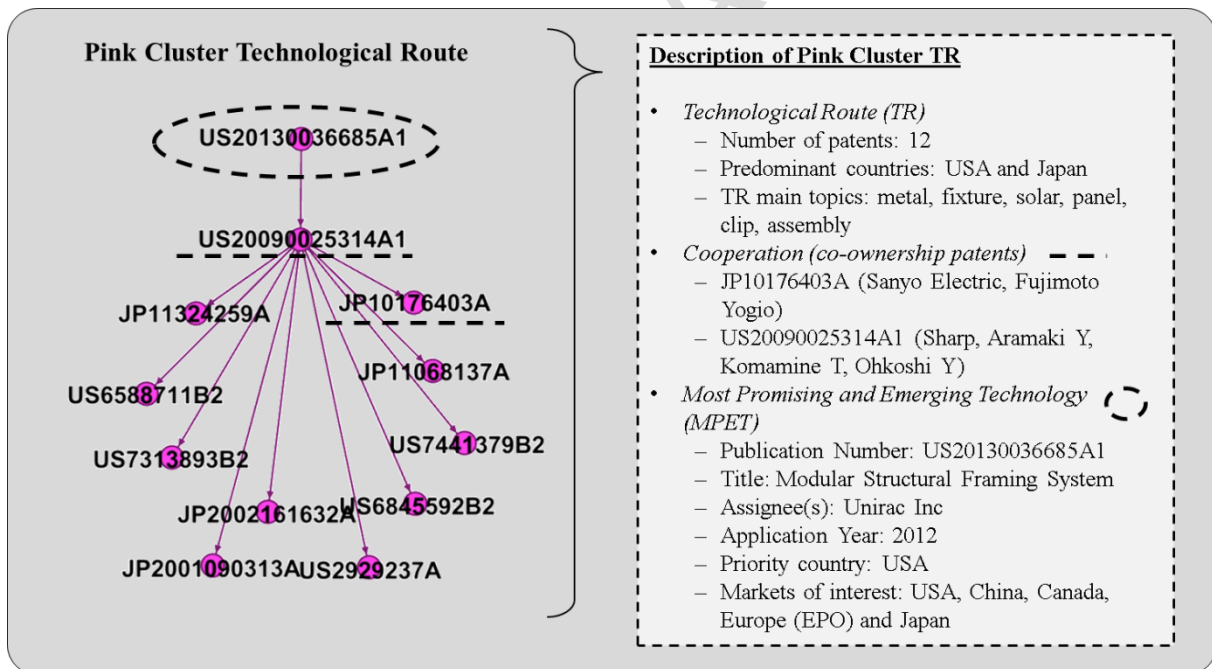 Pink Cluster Technological Route
US20130036685A1
US20090025314A1
JP11324259A
JP10176403A
US6588711B2
JP11068137A
US7313893B2
US7441379B2
JP2002161632A
US6845592B2
JP2001090313A
US2929237A
Description of Pink Cluster TR
• Technological Route (TR)
– Number of patents: 12
– Predominant countries: USA and Japan
– TR main topics: metal, fixture, solar, panel,
clip, assembly
• Cooperation (co-ownership patents)
– JP10176403A (Sanyo Electric, Fujimoto
Yogio)
– US20090025314A1 (Sharp, Aramaki Y,
Komamine T, Ohkoshi Y)
• Most Promising and Emerging Technology
(MPET)
– Publication Number: US20130036685A1
– Title: Modular Structural Framing System
– Assignee(s): Unirac Inc
– Application Year: 2012
– Priority country: USA
– Markets of interest: USA, China, Canada,
Europe (EPO) and Japan